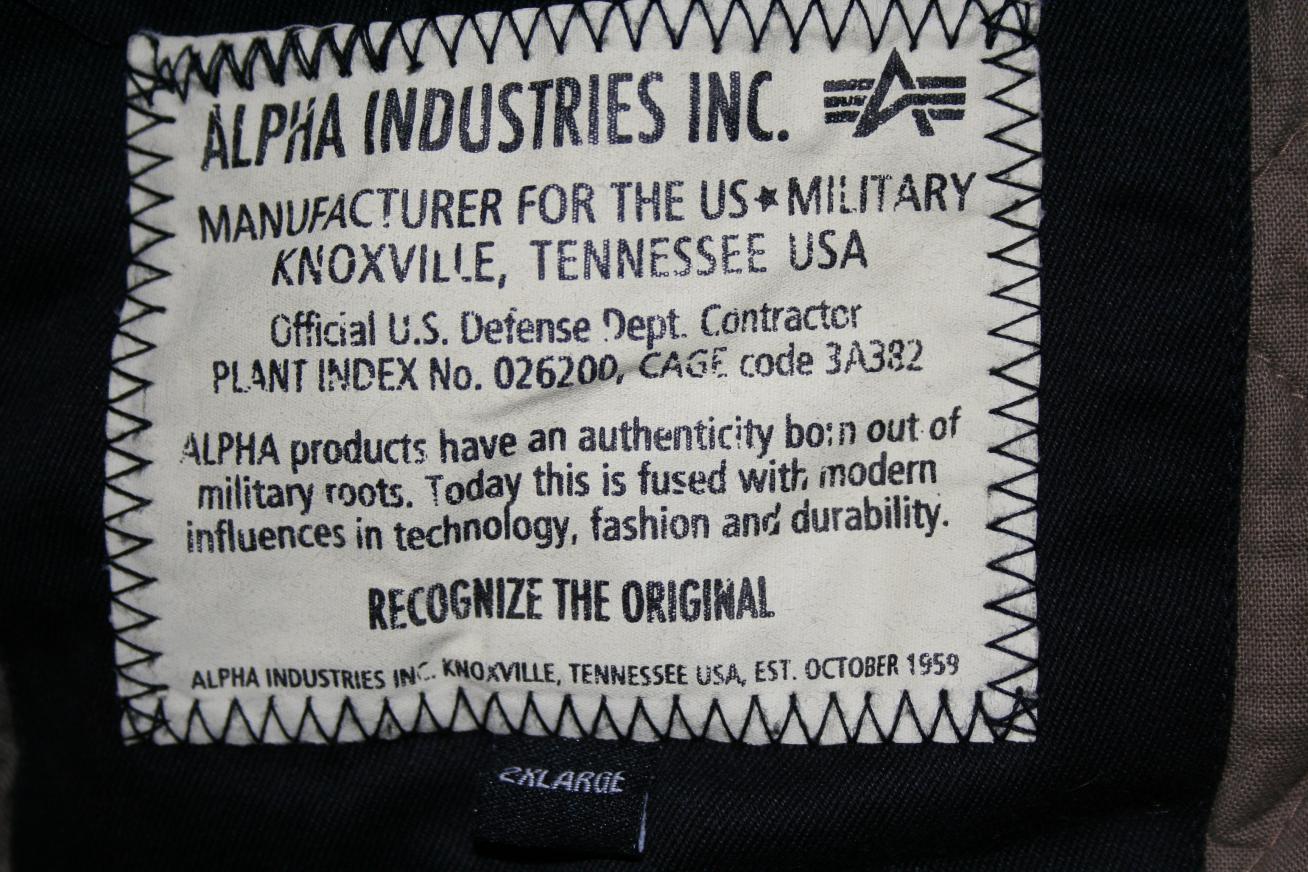 ALPHA INDUSTRIES INC.
MANUFACTURER FOR THE US★MILITARY
KNOXVILLE, TENNESSEE USA
Official U.S. Defense Dept. Contractor
PLANT INDEX No. 026200, CAGE code 3A382
ALPHA products have an authenticity born out of
military roots. Today this is fused with modern
influences in technology, fashion and durability.
RECOGNIZE THE ORIGINAL
ALPHA INDUSTRIES INC. KNOXVILLE, TENNESSEE USA, EST. OCTOBER 1959
2XLARGE